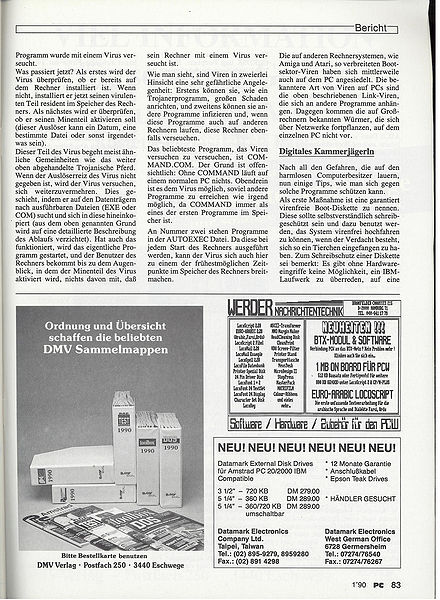 Bericht
Programm wurde mit einem Virus ver-
seucht.
Was passiert jetzt? Als erstes wird der
Virus überprüfen, ob er bereits auf
dem Rechner installiert ist. Wenn
nicht, installiert er jetzt seinen virulen-
ten Teil resident im Speicher des Rech-
ners. Als nächstes wird er überprüfen,
ob er seinen Minenteil aktivieren soll
(dieser Auslöser kann ein Datum, eine
bestimmte Datei oder sonst irgendet-
was sein).
Dieser Teil des Virus begeht meist ähn-
liche Gemeinheiten wie das weiter
oben abgehandelte Trojanische Pferd.
Wenn der Auslösereil des Virus nicht
gegeben ist, wird der Virus versuchen,
sich weiterzuvermehren. Dies ge-
schieht, indem er auf den Datenträgern
nach ausführbaren Dateien (EXE oder
COM) sucht und sich in diese hineinko-
piert (aus dem oben genannten Grund
wird auf eine detaillierte Beschreibung
des Ablaufs verzichtet). Hat auch das
funktioniert, wird das eigentliche Pro-
gramm gestartet, und der Benutzer des
Rechners bekommt bis zu dem Augen-
blick, in dem der Minenteil des Virus
aktiviert wird, nichts davon mit, daß
sein Rechner mit einem Virus ver-
seucht ist.
Wie man sieht, sind Viren in zweierlei
Hinsicht eine sehr gefährliche Angele-
genheit: Erstens können sie, wie ein
Trojanerprogramm, großen Schaden
anrichten, und zweitens können sie an-
dere Programme infizieren und, wenn
diese Programme auch auf anderen
Rechnern laufen, diese Rechner eben-
falls verseuchen.
Das beliebteste Programm, das Viren
versuchen zu verseuchen, ist COM-
MAND.COM. Der Grund ist offen-
sichtlich: Ohne COMMAND läuft auf
einem normalen PC nichts. Obendrein
ist es dem Virus möglich, soviel andere
Programme zu erreichen wie irgend
möglich, da COMMAND immer als
eines der ersten Programme im Spei-
cher ist.
An Nummer zwei stehen Programme
in der AUTOEXEC Datei. Da diese bei
jedem Start des Rechners ausgeführt
werden, kann der Virus sich auch hier
zu einem der frühestmöglichen Zeit-
punkte im Speicher des Rechners breit-
machen.
Die auf anderen Rechnersystemen, wie
Amiga und Atari, so verbreiteten Boot-
sektor-Viren haben sich mittlerweile
auch auf dem PC angesiedelt. Die be-
kanntere Art von Viren auf PCs sind
die oben beschriebenen Link-Viren,
die sich an andere Programme anhän-
gen. Dagegen kommen die auf Groß-
rechnern bekannten Würmer, die sich
über Netzwerke fortpflanzen, auf dem
einzelnen PC nicht vor.
Digitales KammerjägerIn
Nach all den Gefahren, die auf den
harmlosen Computerbesitzer lauern,
nun einige Tips, wie man sich gegen
solche Programme schützen kann.
Als erste Maßnahme ist eine garantiert
virenfreie Boot-Diskette zu nennen.
Diese sollte selbstverständlich schreib-
geschützt sein und dazu benutzt wer-
den, das System virenfrei hochfahren
zu können, wenn der Verdacht besteht,
sich so ein Tierchen eingefangen zu ha-
ben. Zum Schreibschutz einer Diskette
sei bemerkt: Es gibt ohne Hardware-
eingriffe keine Möglichkeit, ein IBM-
Laufwerk zu überreden, auf eine
Ordnung und Übersicht
schaffen die beliebten
DMV Sammelmappen
1990
1990
1990
Bitte Bestellkarte benutzen
DMV Verlag · Postfach 250 · 3440 Eschwege
WERDER NACHRICHTENTECHNIK
NEUHEITEN !!!
BTX-MODUL & SOFTWARE
1 MB ON BOARD FÜR PCW
EURO-ARABIC LOCOSCRIPT
Software / Hardware / Zubehör für den PCW
NEU! NEU! NEU! NEU! NEU! NEU!
Datamark External Disk Drives
für Amstrad PC 20/2000 IBM
Compatible
3 1/2" – 720 KB DM 279.00
5 1/4" – 360 KB DM 289.00
5 1/4" – 360/720 KB DM 289.00
umschaltbar
* 12 Monate Garantie
* Anschlußkabel
* Epson Teak Drives
* HÄNDLER GESUCHT
Datamark Electronics
Company Ltd.
Taipei, Taiwan
Tel.: (02) 895-9279, 8959280
Fax.: (02) 891 4298
Datamark Electronics
West German Office
6728 Germersheim
Tel.: 07274/76540
Fax.: 07274/76267
1'90 PC 83